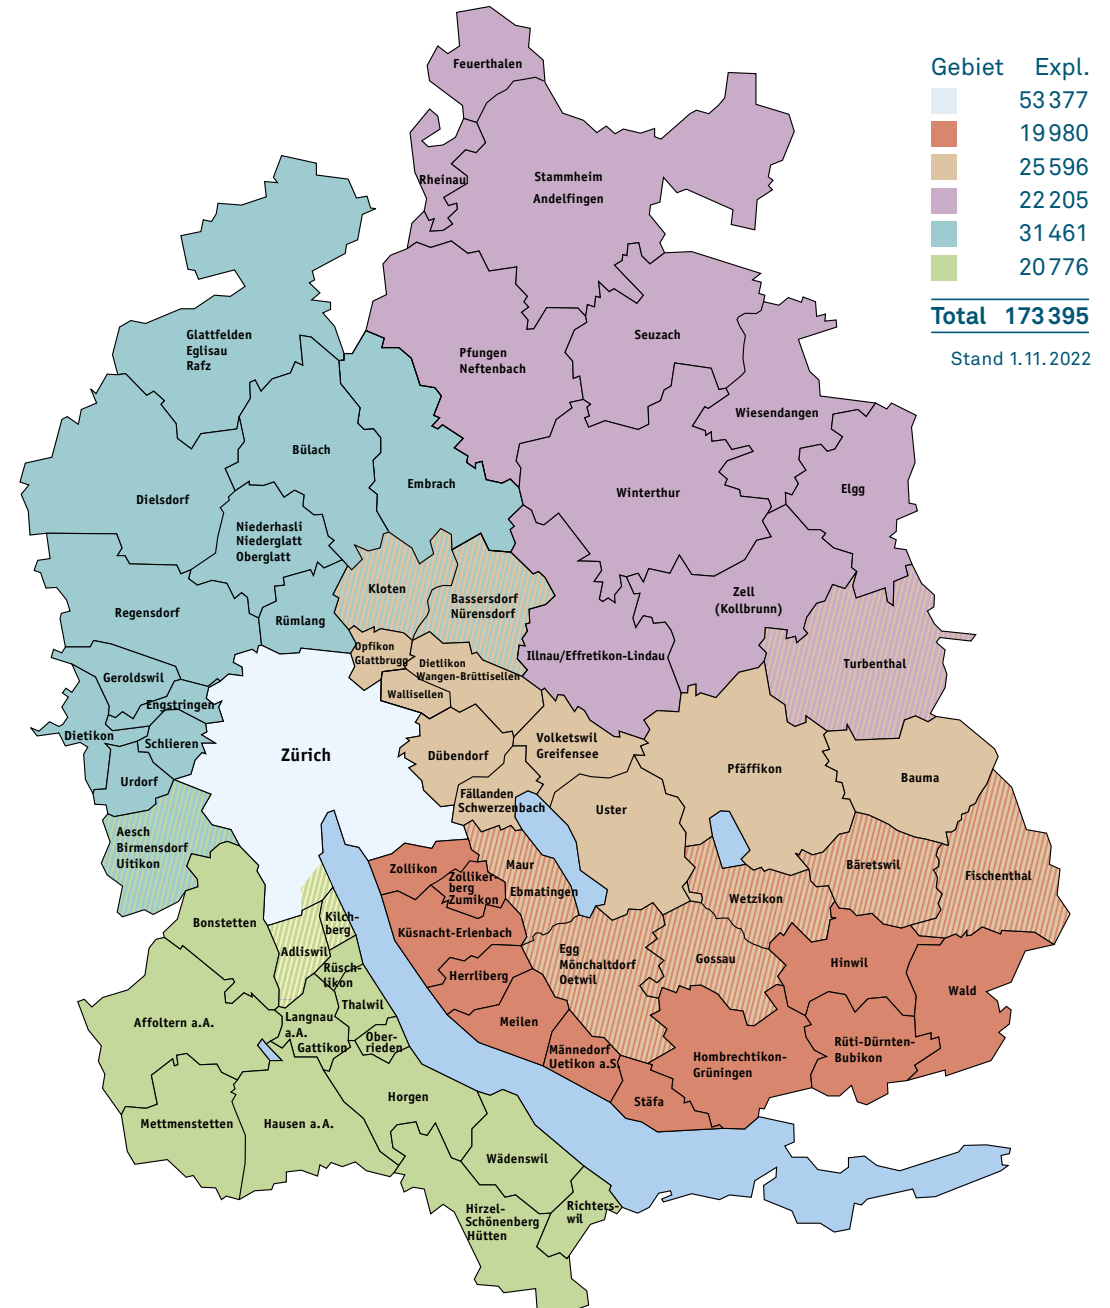 Gebiet Expl.
53 377
19 980
25 596
22 205
31 461
20 776
Total 173 395
Stand 1.11.2022
Feuerthalen
Rheinau
Stammheim
Andelfingen
Glattfelden
Eglisau
Rafz
Pfungen
Neftenbach
Seuzach
Wiesendangen
Bülach
Embrach
Dielsdorf
Winterthur
Elgg
Niederhasli
Niederglatt
Oberglatt
Kloten
Bassersdorf
Nürensdorf
Zell
(Kollbrunn)
Regensdorf
Rümlang
Opfikon
Glattbrugg
Dietlikon
Wangen-Brüttisellen
Illnau/Effretikon-Lindau
Turbenthal
Geroldswil
Engstringen
Wallisellen
Dietikon
Schlieren
Zürich
Dübendorf
Volketswil
Greifensee
Pfäffikon
Bauma
Urdorf
Fällanden
Schwerzenbach
Uster
Aesch
Birmensdorf
Uitikon
Zollikon
Zolliker-
berg
Zumikon
Maur
Ebmatingen
Wetzikon
Bäretswil
Fischenthal
Bonstetten
Kilch-
berg
Adliswil
Küsnacht-Erlenbach
Egg
Mönchaltdorf
Oetwil
Gossau
Hinwil
Rüsch-
likon
Herrliberg
Wald
Affoltern a.A.
Langnau
a.A.
Gattikon
Thalwil
Ober-
rieden
Meilen
Männedorf
Uetikon a.S.
Hombrechtikon-
Grüningen
Rüti-Dürnten-
Bubikon
Stäfa
Mettmenstetten
Hausen a.A.
Horgen
Wädenswil
Hirzel-
Schönenberg
Hütten
Richters-
wil